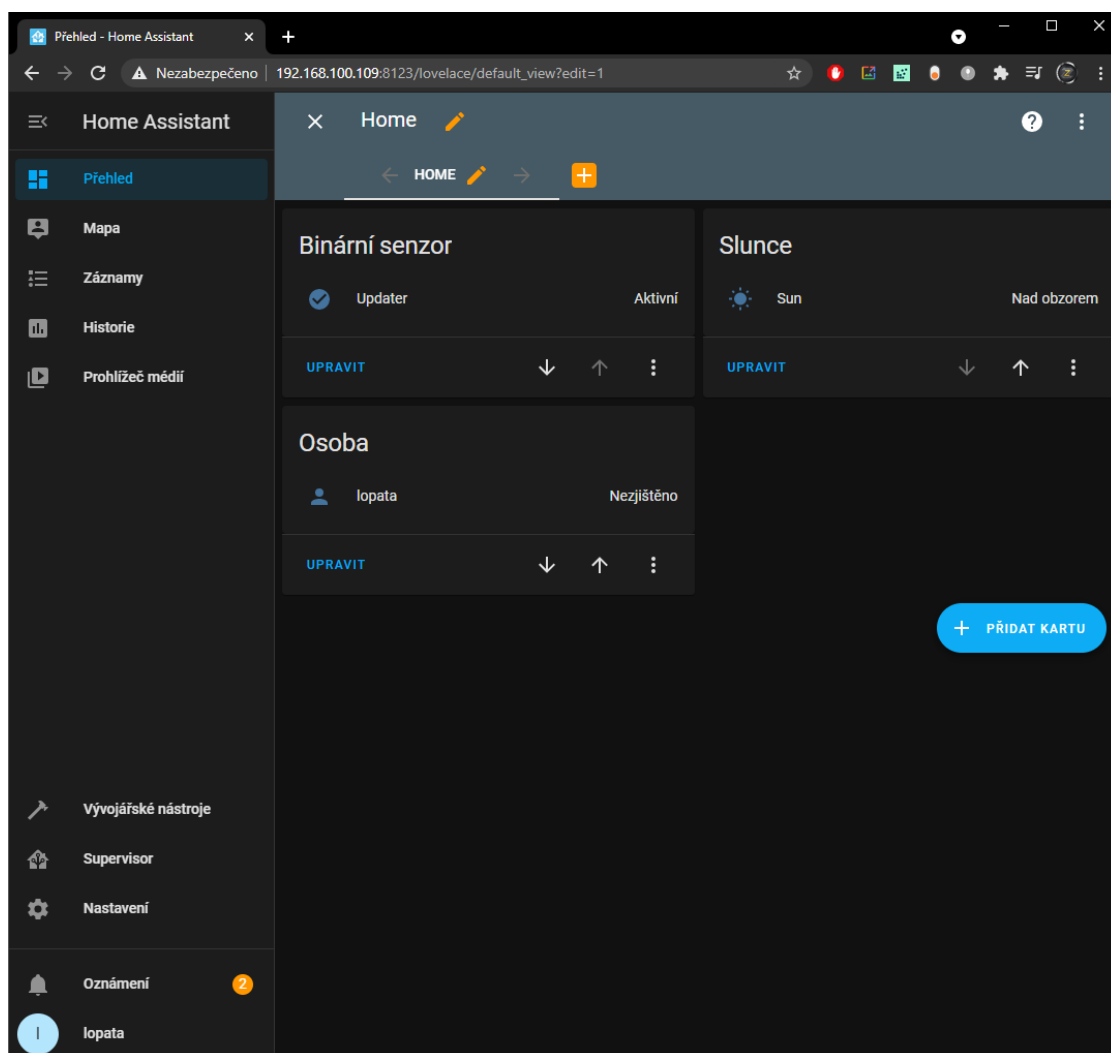 Přehled - Home Assistant
Nezabezpečeno 192.168.100.109:8123/lovelace/default_view?edit=1
Home Assistant
Přehled
Mapa
Záznamy
Historie
Prohlížeč médií
Vývojářské nástroje
Supervisor
Nastavení
Oznámení 2
l lopata
Home
HOME
Binární senzor
Updater Aktivní
UPRAVIT
Slunce
Sun Nad obzorem
UPRAVIT
Osoba
lopata Nezjištěno
UPRAVIT
PŘIDAT KARTU